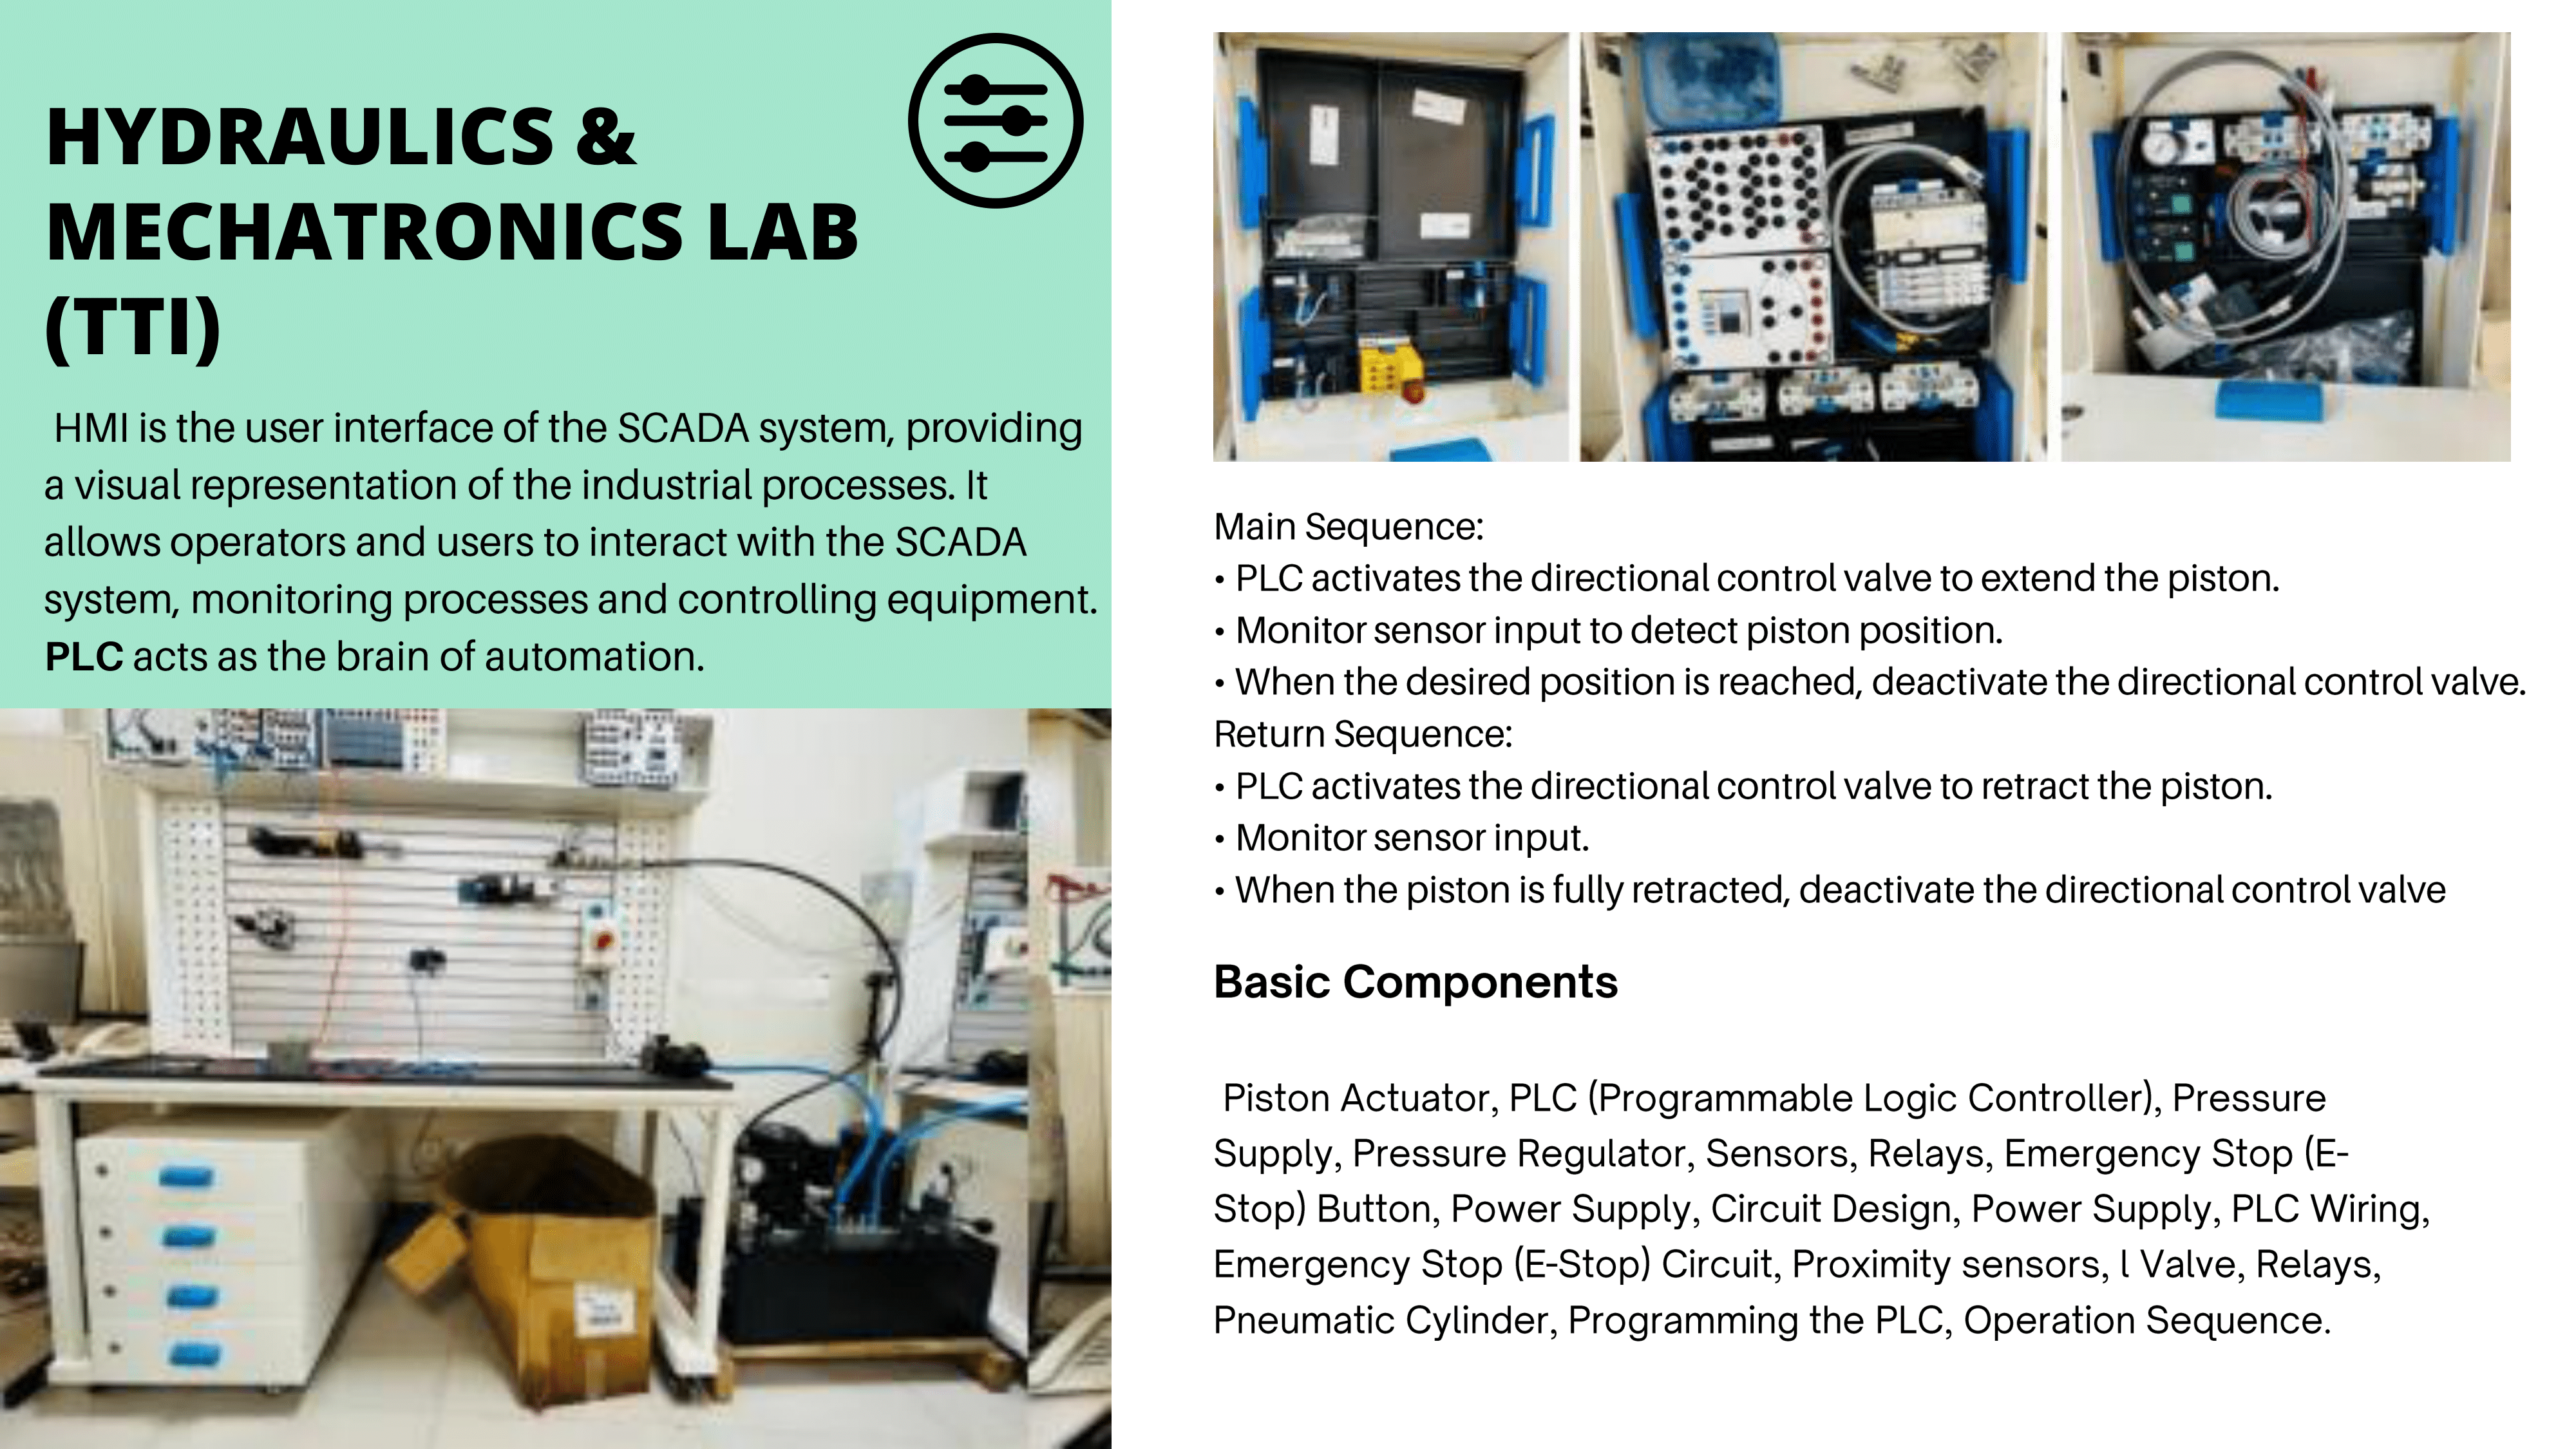 HYDRAULICS &
MECHATRONICS LAB
(TTI)
HMI is the user interface of the SCADA system, providing
a visual representation of the industrial processes. It
allows operators and users to interact with the SCADA
system, monitoring processes and controlling equipment.
PLC acts as the brain of automation.
Main Sequence:
• PLC activates the directional control valve to extend the piston.
• Monitor sensor input to detect piston position.
• When the desired position is reached, deactivate the directional control valve.
Return Sequence:
• PLC activates the directional control valve to retract the piston.
• Monitor sensor input.
• When the piston is fully retracted, deactivate the directional control valve
Basic Components
Piston Actuator, PLC (Programmable Logic Controller), Pressure
Supply, Pressure Regulator, Sensors, Relays, Emergency Stop (E-
Stop) Button, Power Supply, Circuit Design, Power Supply, PLC Wiring,
Emergency Stop (E-Stop) Circuit, Proximity sensors, l Valve, Relays,
Pneumatic Cylinder, Programming the PLC, Operation Sequence.